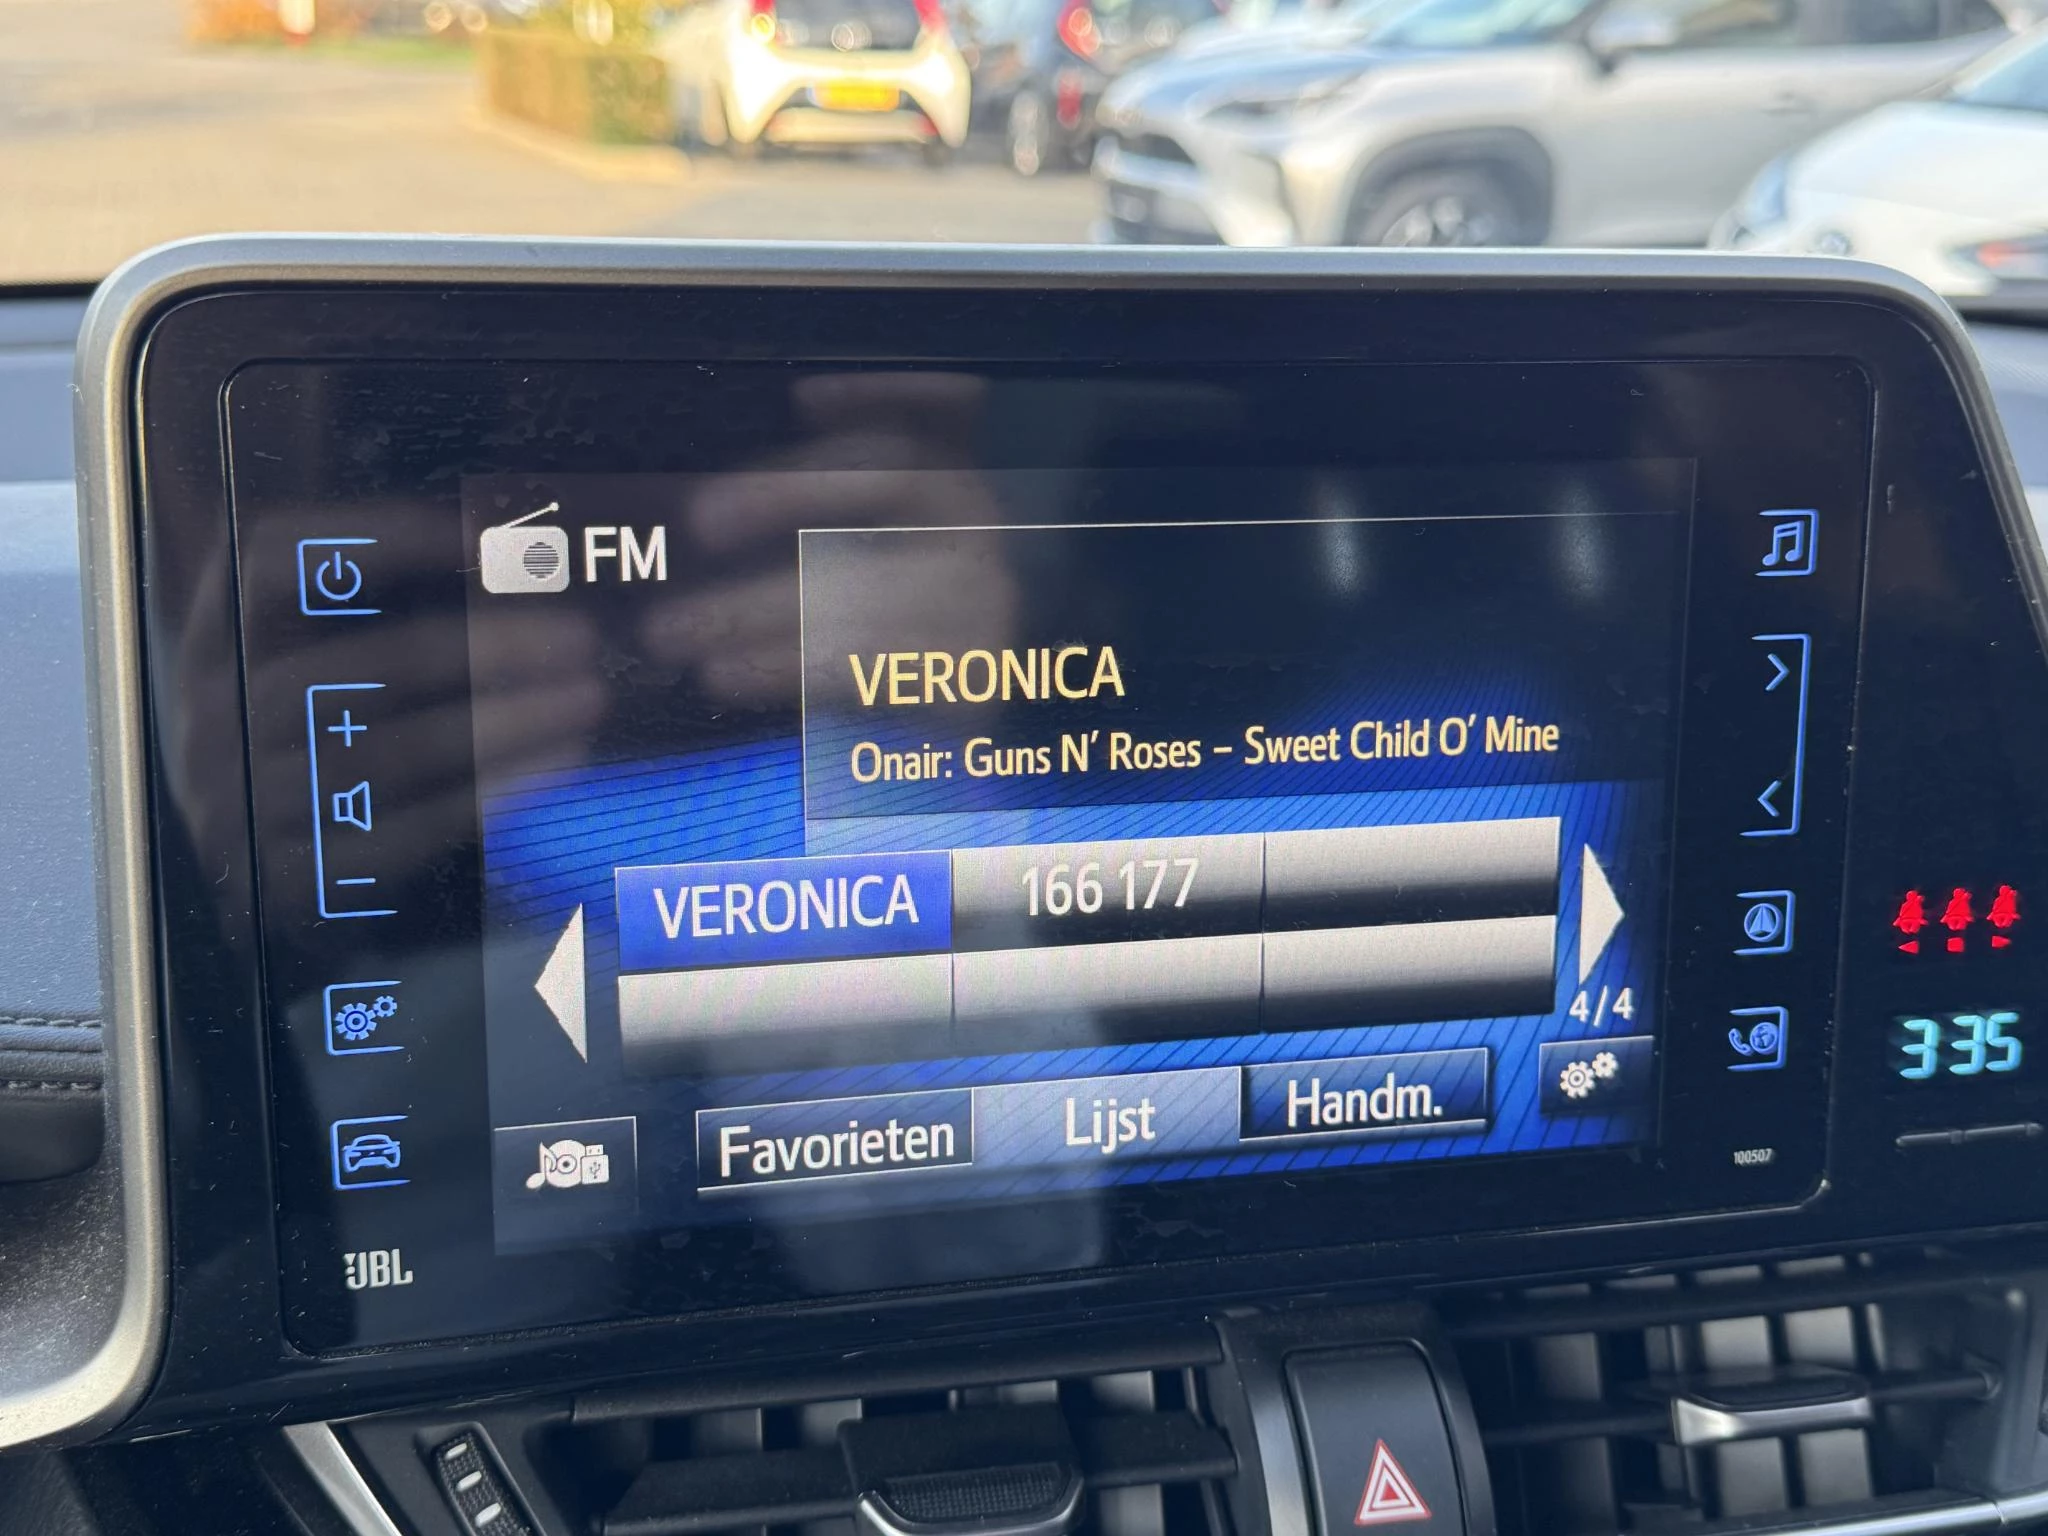 FM
VERONICA
Onair: Guns N' Roses - Sweet Child O' Mine
VERONICA
166 177
4/4
Favorieten
Lijst
Handm.
100507
3 35
JBL